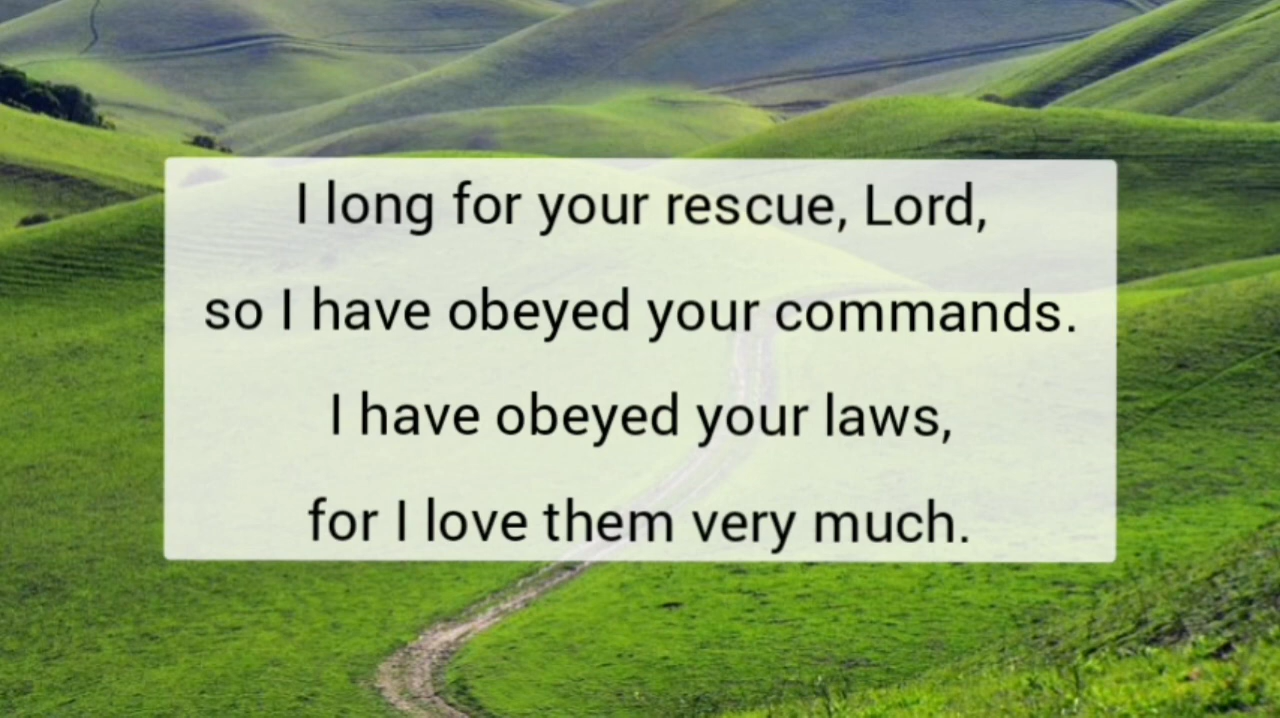 I long for your rescue, Lord,
so I have obeyed your commands.
I have obeyed your laws,
for I love them very much.